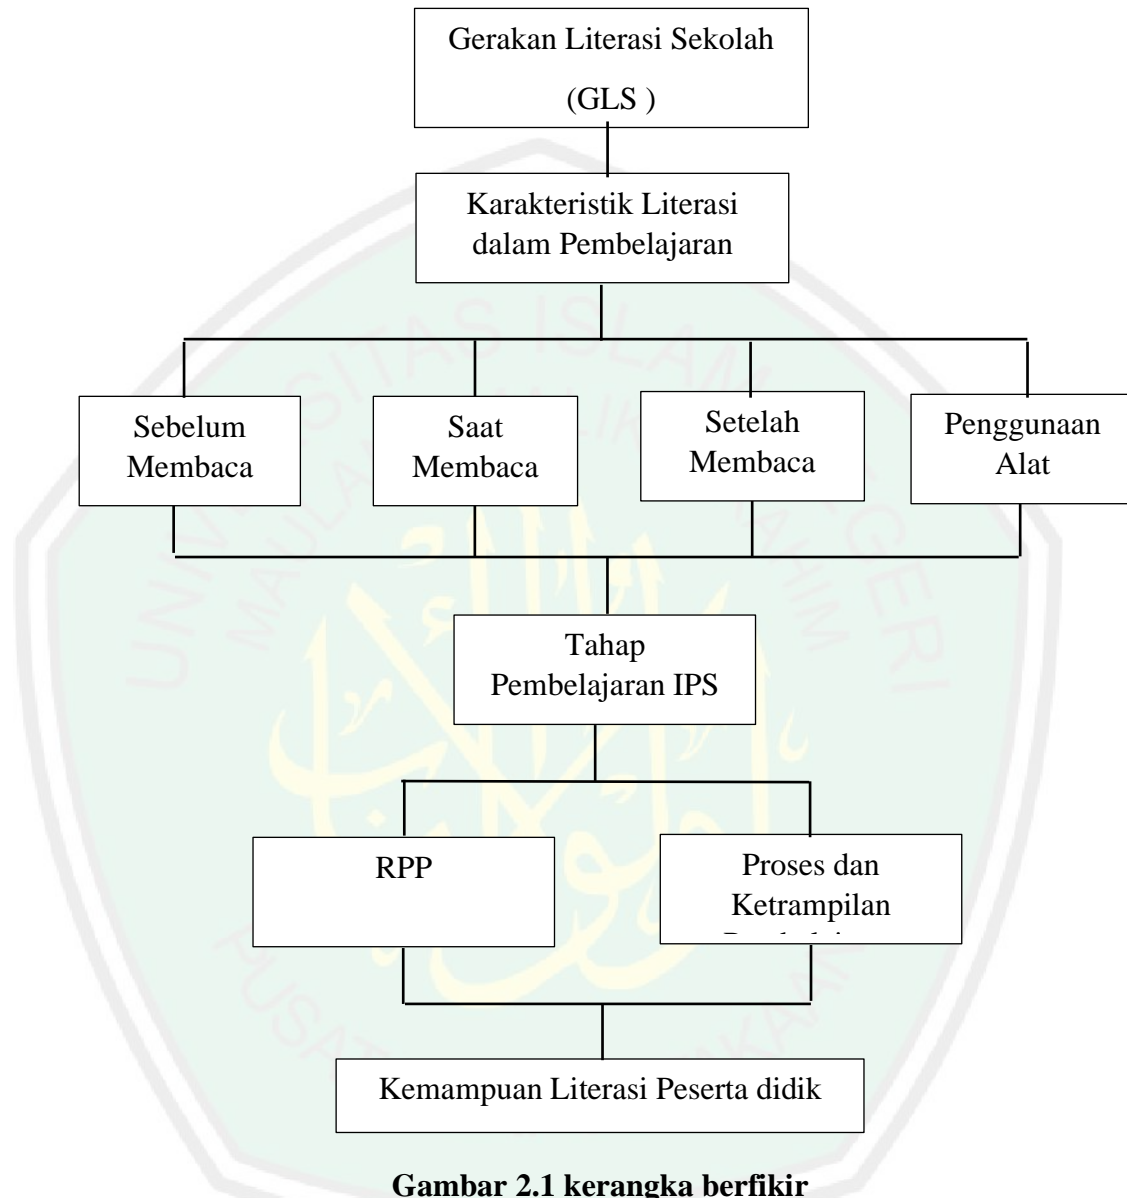 Gerakan Literasi Sekolah
(GLS )
Karakteristik Literasi
dalam Pembelajaran
Sebelum
Membaca
Saat
Membaca
Setelah
Membaca
Penggunaan
Alat
Tahap
Pembelajaran IPS
RPP
Proses dan
Ketrampilan
Kemampuan Literasi Peserta didik
Gambar 2.1 kerangka berfikir